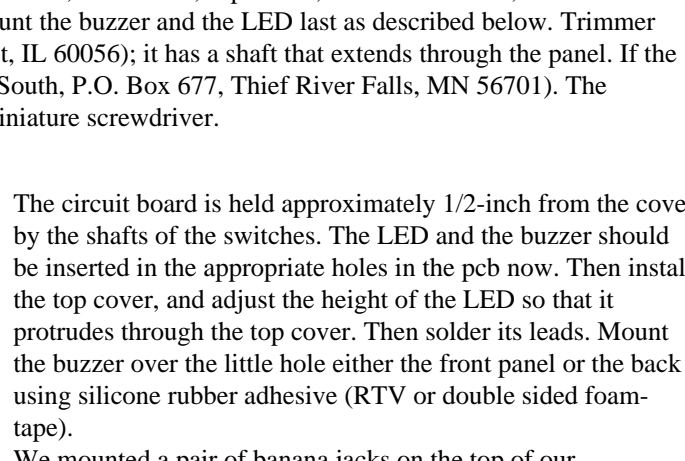 unt the buzzer and the LED last as described below. Trimmer
t, IL 60056); it has a shaft that extends through the panel. If the
South, P.O. Box 677, Thief River Falls, MN 56701). The
iniature screwdriver.
The circuit board is held approximately 1/2-inch from the cove
by the shafts of the switches. The LED and the buzzer should
be inserted in the appropriate holes in the pcb now. Then instal
the top cover, and adjust the height of the LED so that it
protrudes through the top cover. Then solder its leads. Mount
the buzzer over the little hole either the front panel or the back
using silicone rubber adhesive (RTV or double sided foam-
tape).
We mounted a pair of banana jacks on the top of our